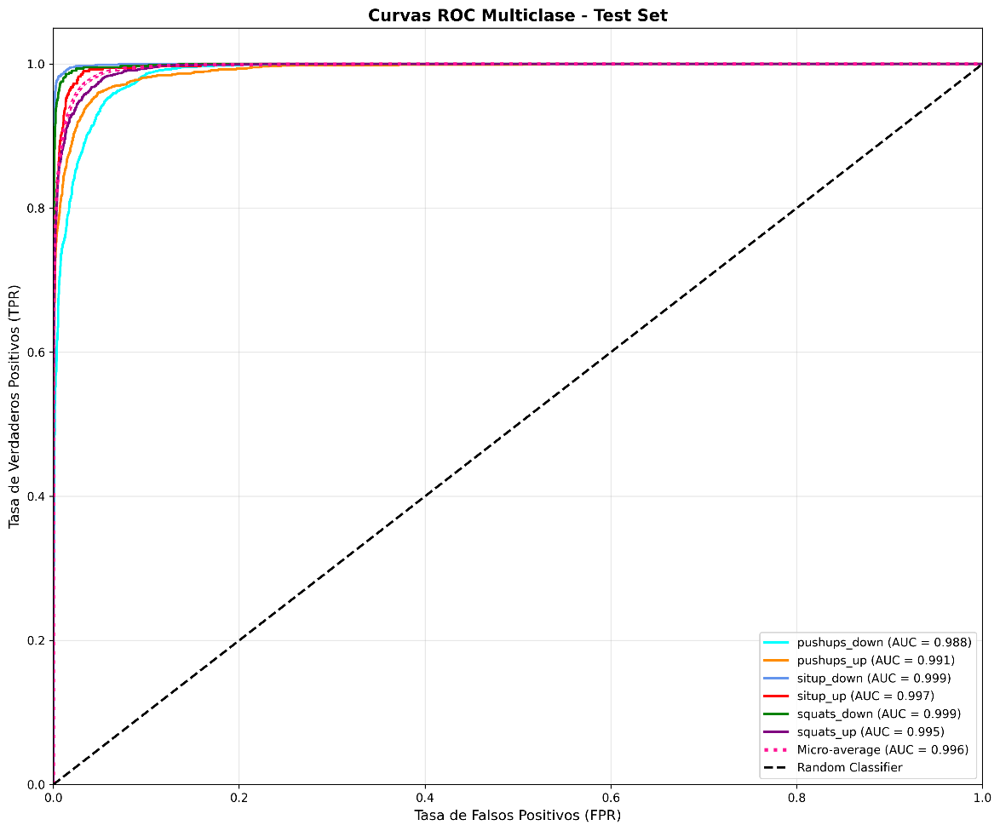 Curvas ROC Multiclase - Test Set
1.0
0.8
0.6
0.4
0.2
0.0
Tasa de Verdaderos Positivos (TPR)
0.0 0.2 0.4 0.6 0.8 1.0
Tasa de Falsos Positivos (FPR)
pushups_down (AUC = 0.988)
pushups_up (AUC = 0.991)
situp_down (AUC = 0.999)
situp_up (AUC = 0.997)
squats_down (AUC = 0.999)
squats_up (AUC = 0.995)
Micro-average (AUC = 0.996)
Random Classifier